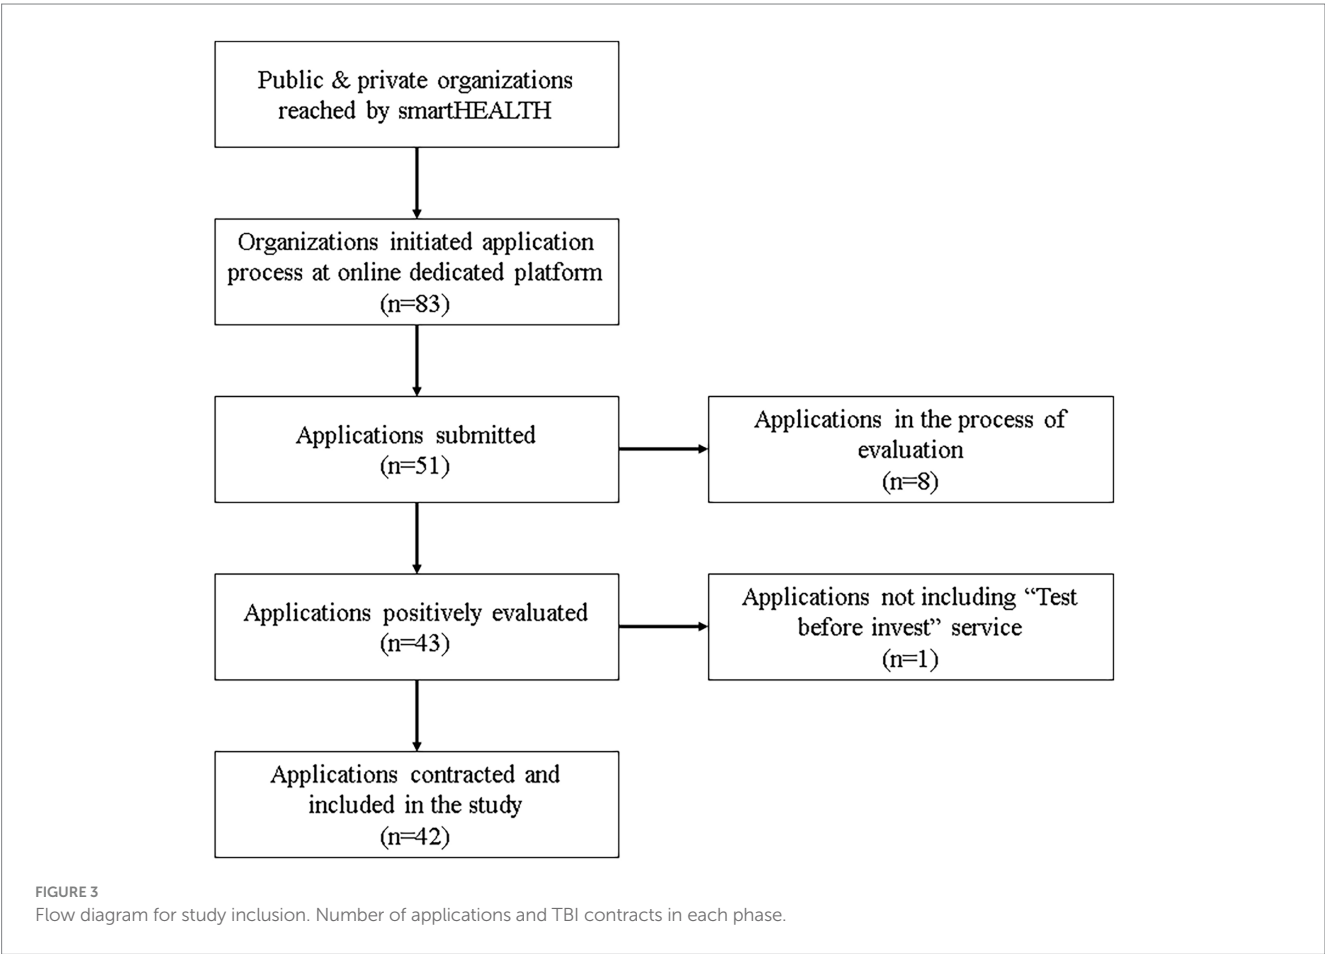 Public & private organizations
reached by smartHEALTH
Organizations initiated application
process at online dedicated platform
(n=83)
Applications submitted
(n=51)
Applications in the process of
evaluation
(n=8)
Applications positively evaluated
(n=43)
Applications not including “Test
before invest” service
(n=1)
Applications contracted and
included in the study
(n=42)
FIGURE 3
Flow diagram for study inclusion. Number of applications and TBI contracts in each phase.